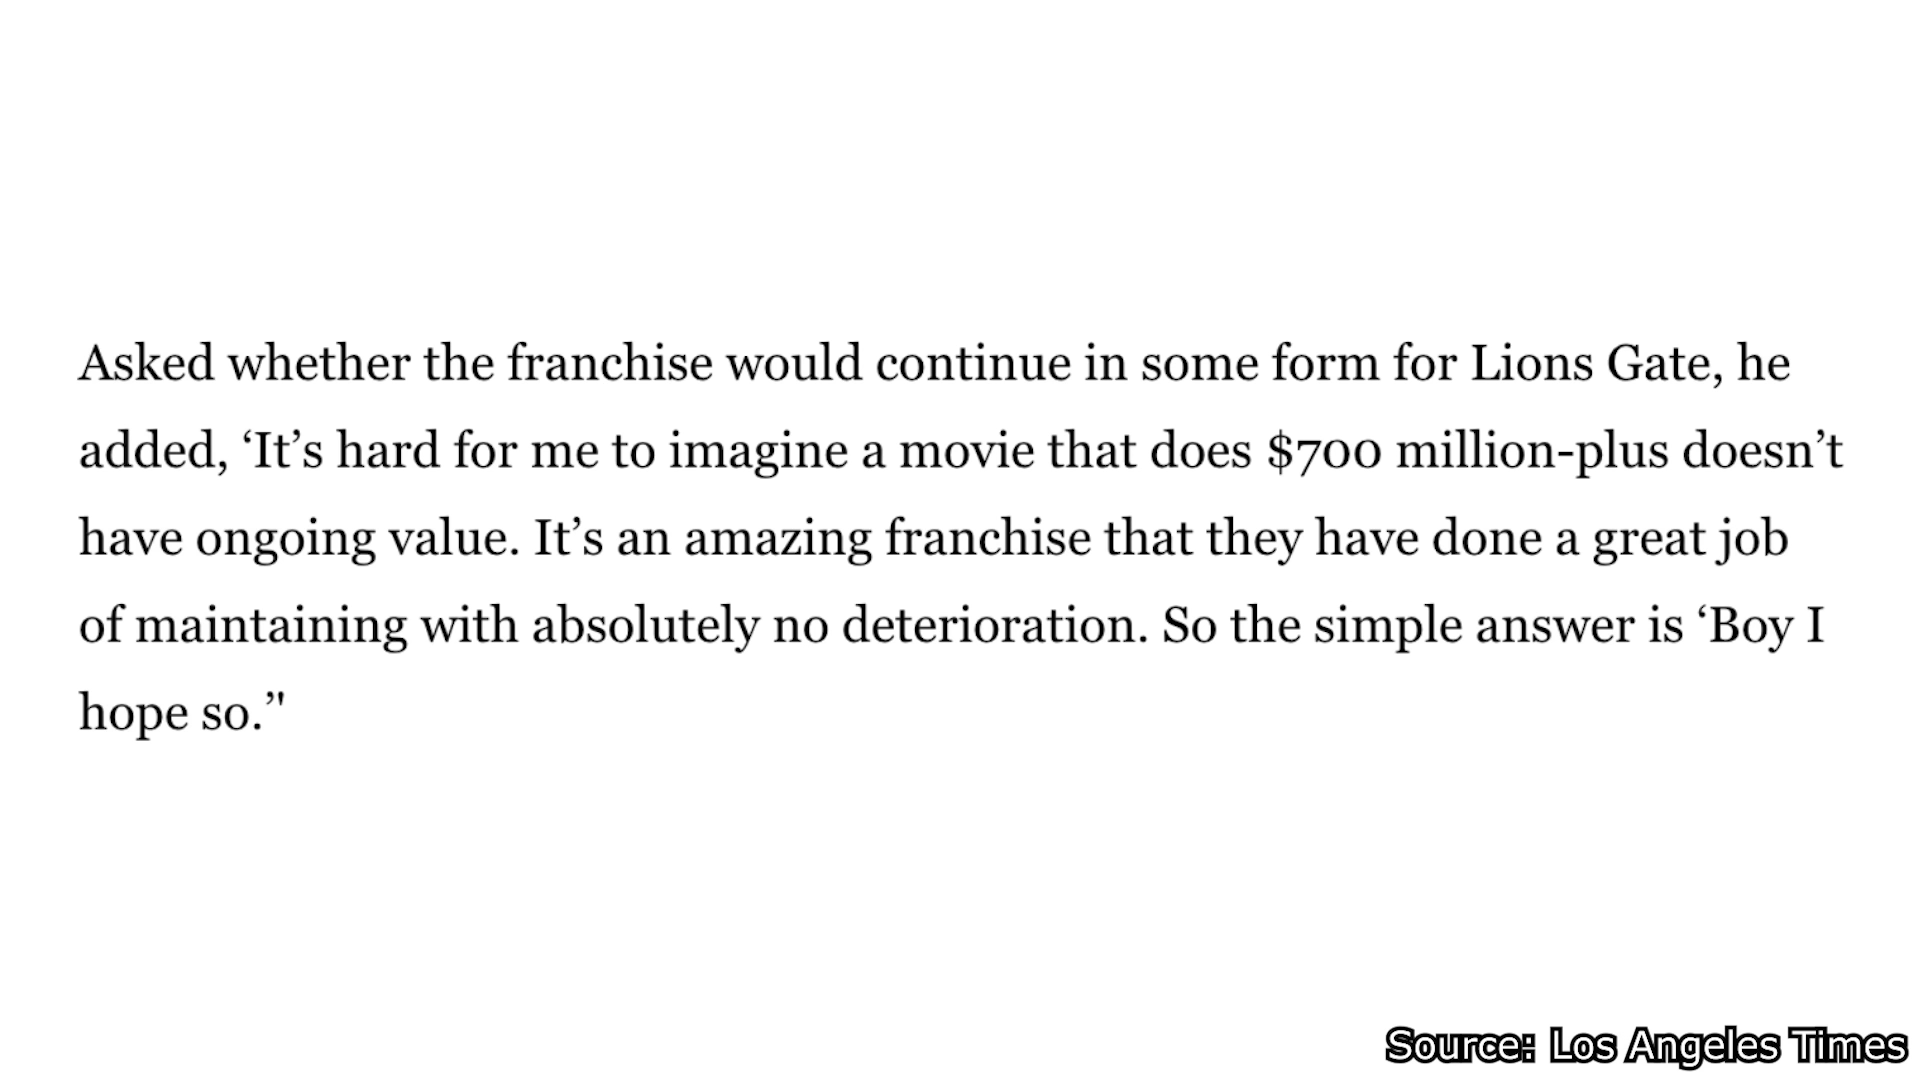 Asked whether the franchise would continue in some form for Lions Gate, he
added, ‘It’s hard for me to imagine a movie that does $700 million-plus doesn’t
have ongoing value. It’s an amazing franchise that they have done a great job
of maintaining with absolutely no deterioration. So the simple answer is ‘Boy I
hope so.’"
Source: Los Angeles Times